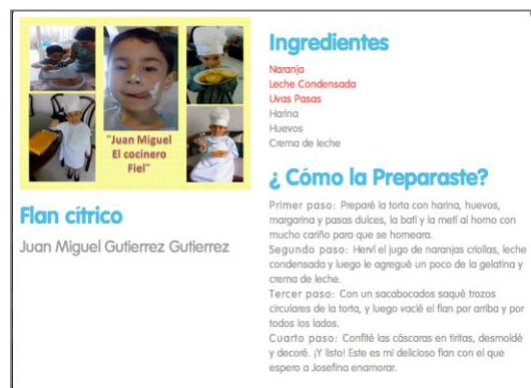 "Juan Miguel
El cocinero
Fiel"
Flan cítrico
Juan Miguel Gutierrez Gutierrez
Ingredientes
Naranja
Leche Condensada
Uvas Pasas
Harina
Huevos
Crema de leche
¿ Cómo la Preparaste?
Primer paso: Preparé la torta con harina, huevos,
margarina y pasas dulces, la batí y la metí al horno con
mucho cariño para que se horneara.
Segundo paso: Herví el jugo de naranjas criollas, leche
condensada y luego le agregué un poco de la gelatina y
crema de leche.
Tercer paso: Con un sacabocados saqué trozos
circulares de la torta, y luego vacié el flan por arriba y por
todos los lados.
Cuarto paso: Confité las cáscaras en tiritas, desmoldé
y decoré. ¡Y listo! Este es mi delicioso flan con el que
espero a Josefina enamorar.